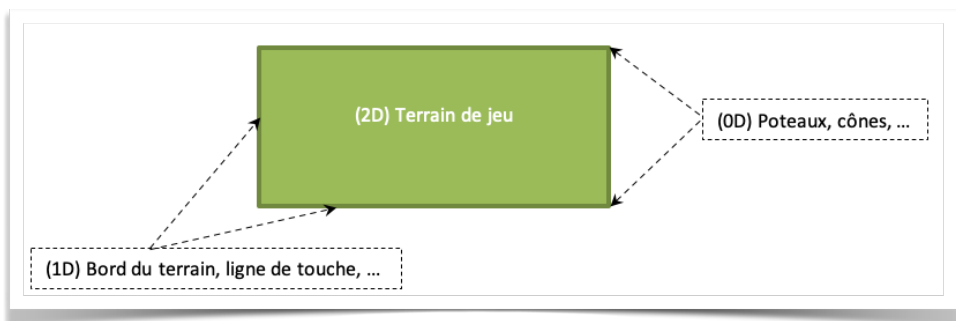 (2D) Terrain de jeu
(0D) Poteaux, cônes, ...
(1D) Bord du terrain, ligne de touche, ...